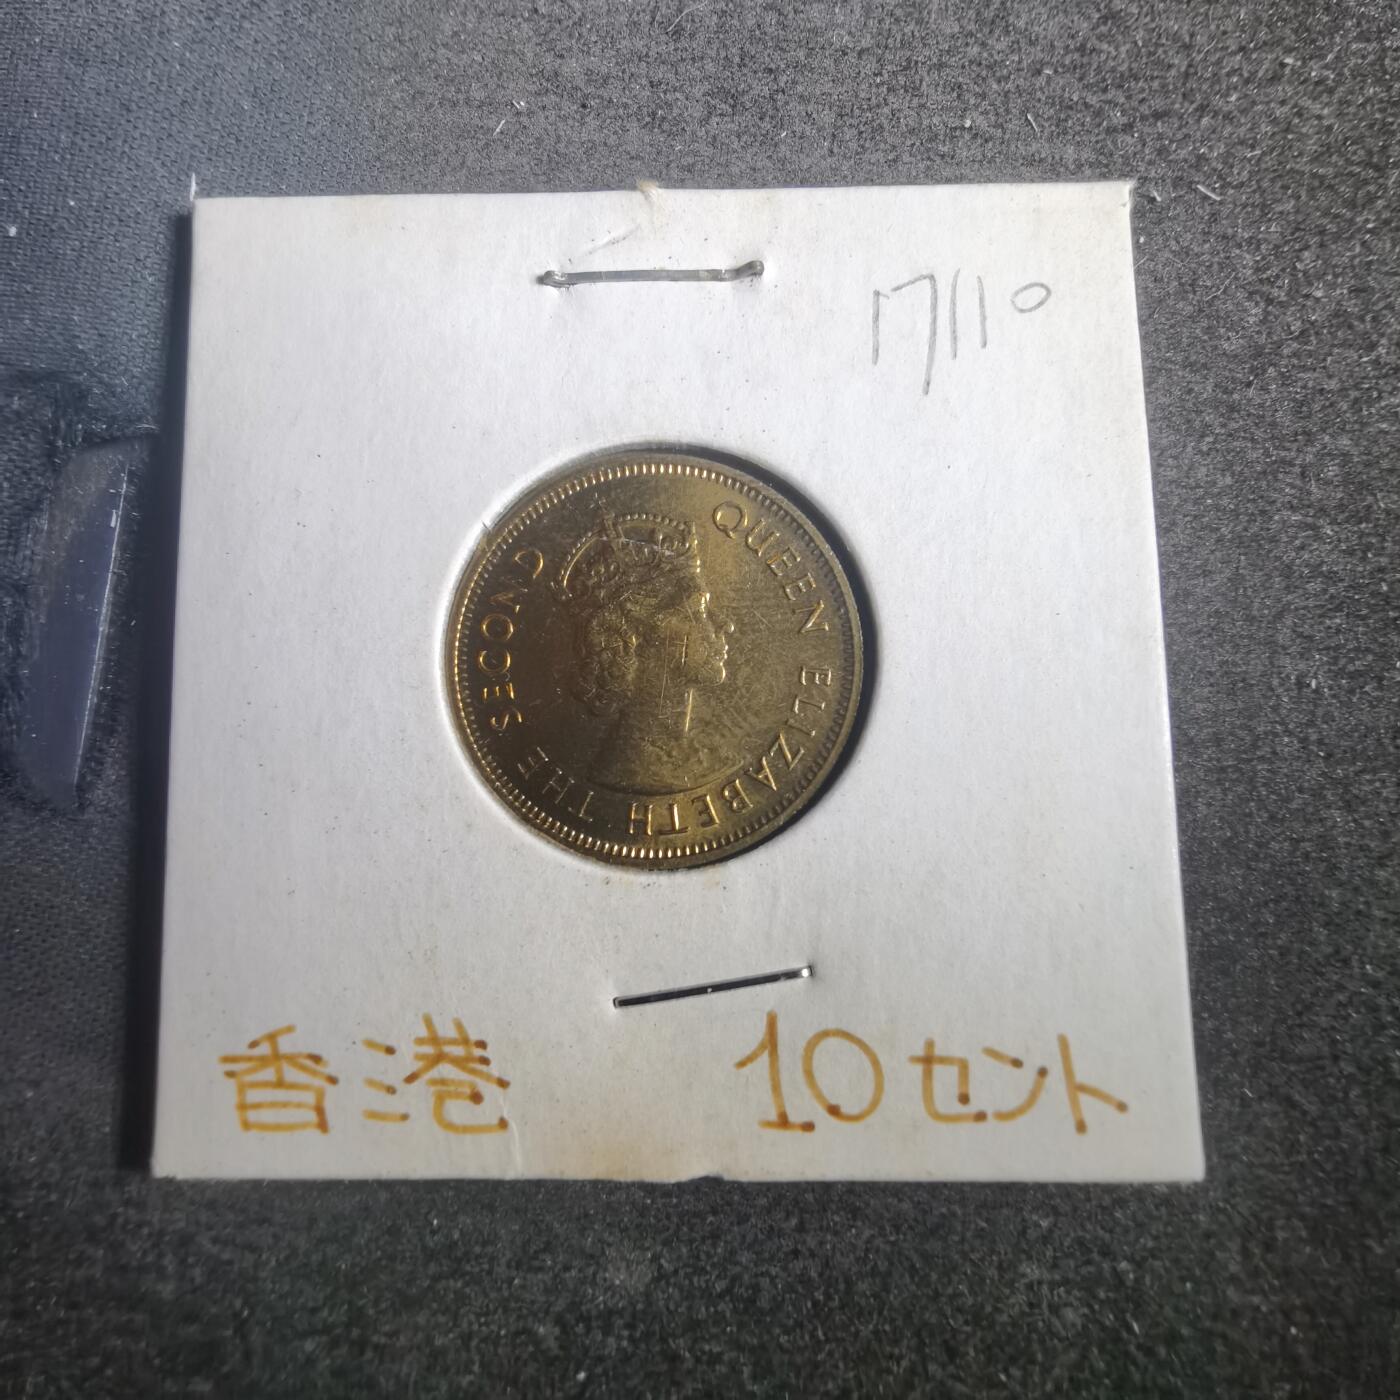 17110
QUEEN ELIZABETH THE SECOND
香港 10セント